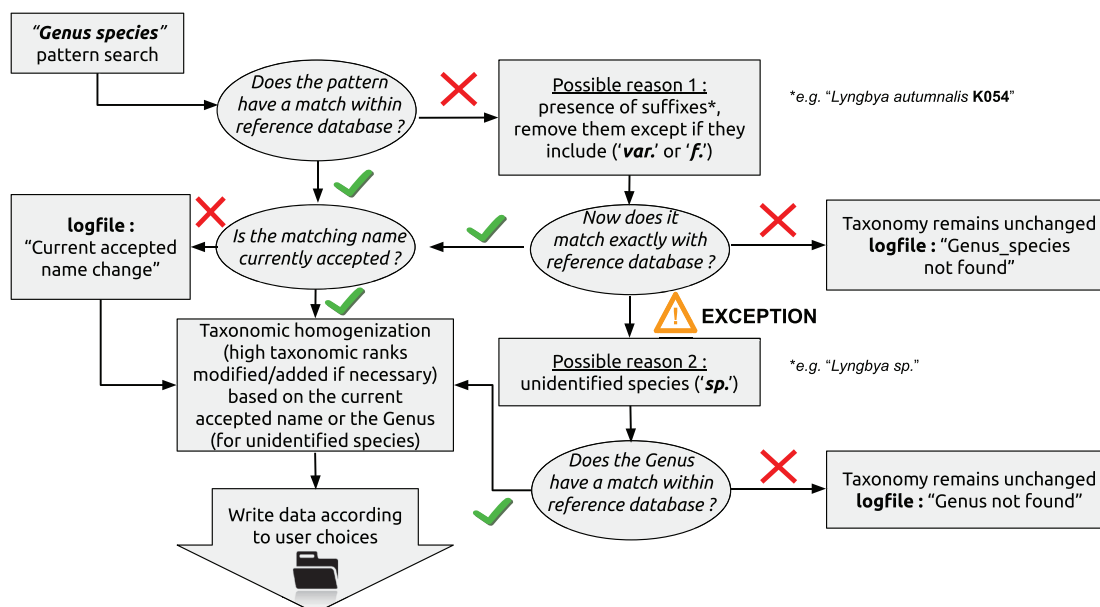 “Genus species”
pattern search
Does the pattern
have a match within
reference database ?
Possible reason 1 :
presence of suffixes*,
remove them except if they
include (‘var.’ or ‘f.’)
*e.g. “Lyngbya autumnalis K054”
logfile :
“Current accepted
name change”
Is the matching name
currently accepted ?
Now does it
match exactly with
reference database ?
Taxonomy remains unchanged
logfile : “Genus_species
not found”
EXCEPTION
Taxonomic homogenization
(high taxonomic ranks
modified/added if necessary)
based on the current
accepted name or the Genus
(for unidentified species)
Possible reason 2 :
unidentified species (‘sp.’)
*e.g. “Lyngbya sp.”
Does the Genus
have a match within
reference database ?
Taxonomy remains unchanged
logfile : “Genus not found”
Write data according
to user choices